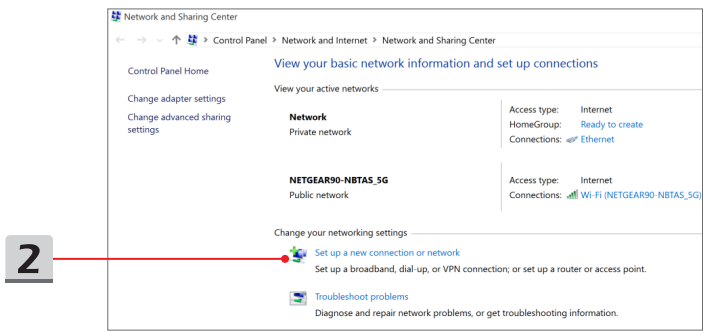 Network and Sharing Center
Control Panel > Network and Internet > Network and Sharing Center
Control Panel Home
Change adapter settings
Change advanced sharing
settings
View your basic network information and set up connections
View your active networks
Network
Private network
Access type: Internet
HomeGroup: Ready to create
Connections: Ethernet
NETGEAR90-NBTAS_5G
Public network
Access type: Internet
Connections: Wi-Fi (NETGEAR90-NBTAS_5G)
Change your networking settings
2
Set up a new connection or network
Set up a broadband, dial-up, or VPN connection; or set up a router or access point.
Troubleshoot problems
Diagnose and repair network problems, or get troubleshooting information.